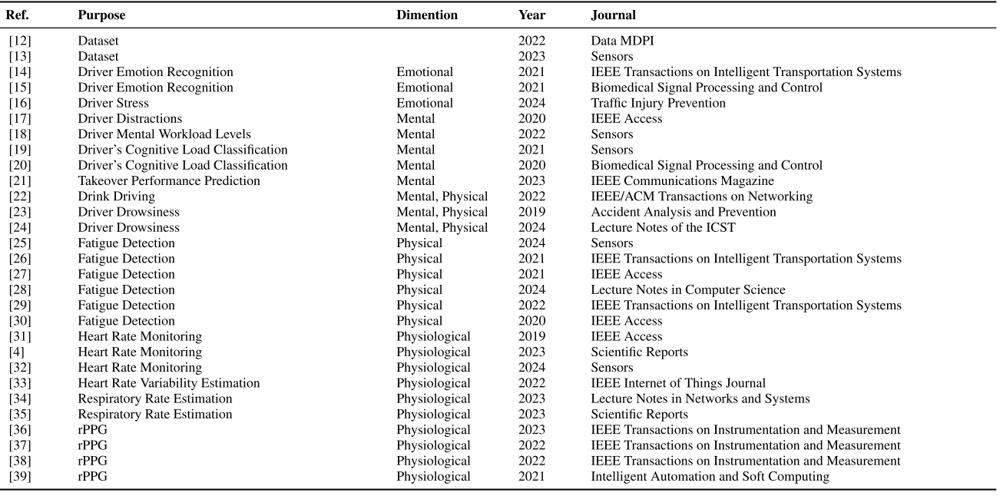 Ref. Purpose Dimention Year Journal
[12] Dataset 2022 Data MDPI
[13] Dataset 2023 Sensors
[14] Driver Emotion Recognition Emotional 2021 IEEE Transactions on Intelligent Transportation Systems
[15] Driver Emotion Recognition Emotional 2021 Biomedical Signal Processing and Control
[16] Driver Stress Emotional 2024 Traffic Injury Prevention
[17] Driver Distractions Mental 2020 IEEE Access
[18] Driver Mental Workload Levels Mental 2022 Sensors
[19] Driver’s Cognitive Load Classification Mental 2021 Sensors
[20] Driver’s Cognitive Load Classification Mental 2020 Biomedical Signal Processing and Control
[21] Takeover Performance Prediction Mental 2023 IEEE Communications Magazine
[22] Drink Driving Mental, Physical 2022 IEEE/ACM Transactions on Networking
[23] Driver Drowsiness Mental, Physical 2019 Accident Analysis and Prevention
[24] Driver Drowsiness Mental, Physical 2024 Lecture Notes of the ICST
[25] Fatigue Detection Physical 2024 Sensors
[26] Fatigue Detection Physical 2021 IEEE Transactions on Intelligent Transportation Systems
[27] Fatigue Detection Physical 2021 IEEE Access
[28] Fatigue Detection Physical 2024 Lecture Notes in Computer Science
[29] Fatigue Detection Physical 2022 IEEE Transactions on Intelligent Transportation Systems
[30] Fatigue Detection Physical 2020 IEEE Access
[31] Heart Rate Monitoring Physiological 2019 IEEE Access
[4] Heart Rate Monitoring Physiological 2023 Scientific Reports
[32] Heart Rate Monitoring Physiological 2024 Sensors
[33] Heart Rate Variability Estimation Physiological 2022 IEEE Internet of Things Journal
[34] Respiratory Rate Estimation Physiological 2023 Lecture Notes in Networks and Systems
[35] Respiratory Rate Estimation Physiological 2023 Scientific Reports
[36] rPPG Physiological 2023 IEEE Transactions on Instrumentation and Measurement
[37] rPPG Physiological 2022 IEEE Transactions on Instrumentation and Measurement
[38] rPPG Physiological 2022 IEEE Transactions on Instrumentation and Measurement
[39] rPPG Physiological 2021 Intelligent Automation and Soft Computing